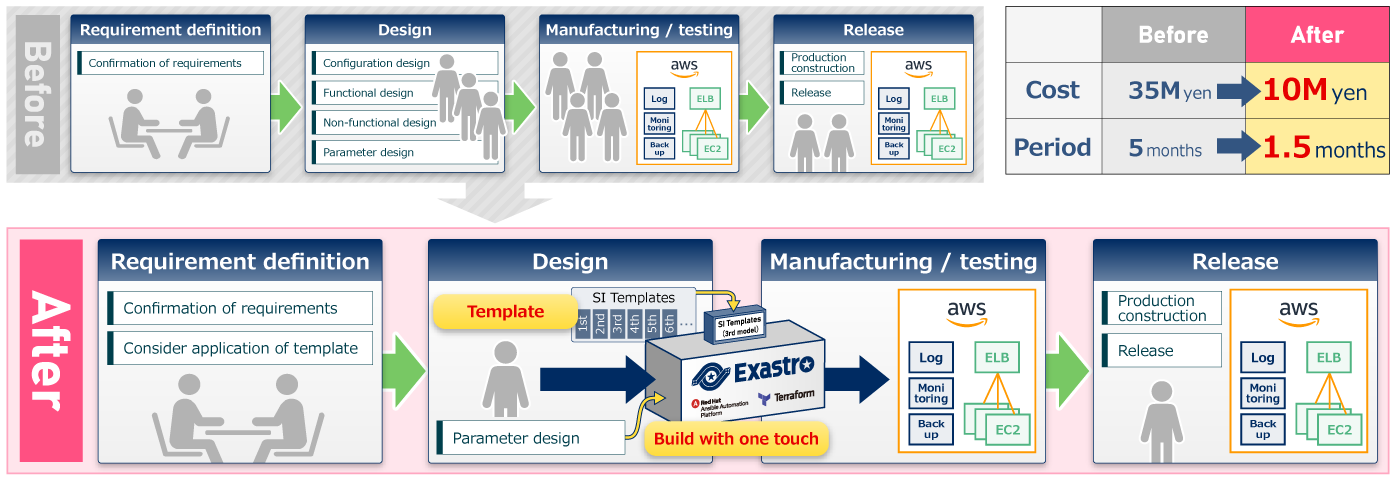 Before
Requirement definition
Confirmation of requirements
Design
Configuration design
Functional design
Non-functional design
Parameter design
Manufacturing / testing
aws
Log
Moni
toring
Back
up
ELB
EC2
Release
Production
construction
Release
aws
Log
Moni
toring
Back
up
ELB
EC2
Before
After
Cost
35M yen
10M yen
Period
5 months
1.5 months
After
Requirement definition
Confirmation of requirements
Consider application of template
Design
Template
SI Templates
1st
2nd
3rd
4th
5th
6th
...
SI Templates
(3rd model)
Exastro
Red Hat
Ansible Automation
Platform
Terraform
Parameter design
Build with one touch
Manufacturing / testing
aws
Log
Moni
toring
Back
up
ELB
EC2
Release
Production
construction
Release
aws
Log
Moni
toring
Back
up
ELB
EC2